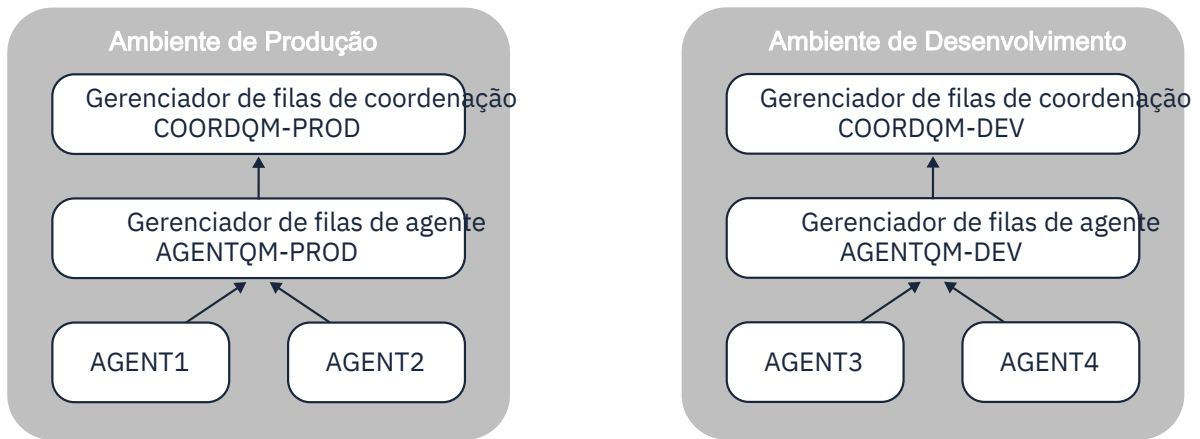 Ambiente de Produção
Gerenciador de filas de coordenação
COORDQM-PROD
Gerenciador de filas de agente
AGENTQM-PROD
AGENT1
AGENT2
Ambiente de Desenvolvimento
Gerenciador de filas de coordenação
COORDQM-DEV
Gerenciador de filas de agente
AGENTQM-DEV
AGENT3
AGENT4